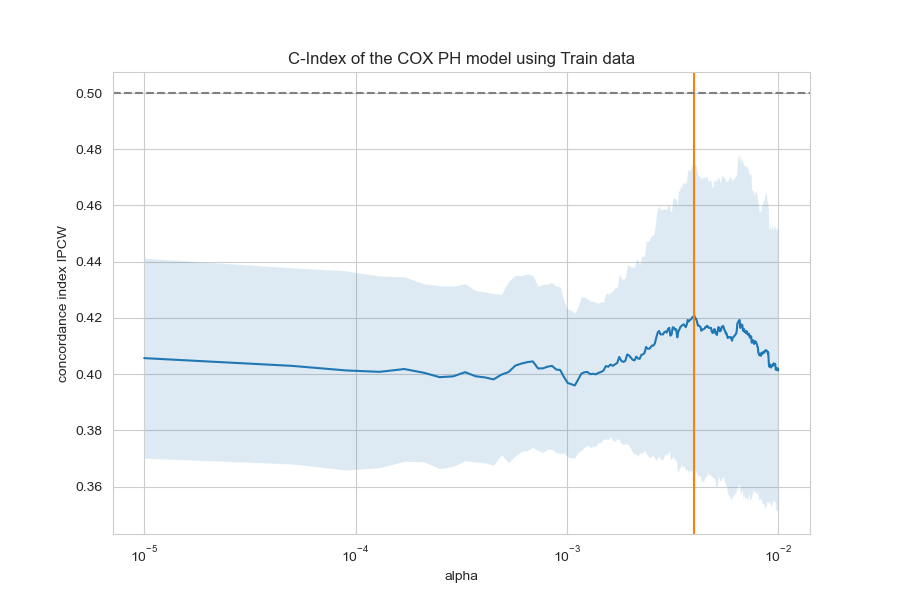 C-Index of the COX PH model using Train data
concordance index IPCW
0.50
0.48
0.46
0.44
0.42
0.40
0.38
0.36
10⁻⁵ 10⁻⁴ 10⁻³ 10⁻²
alpha